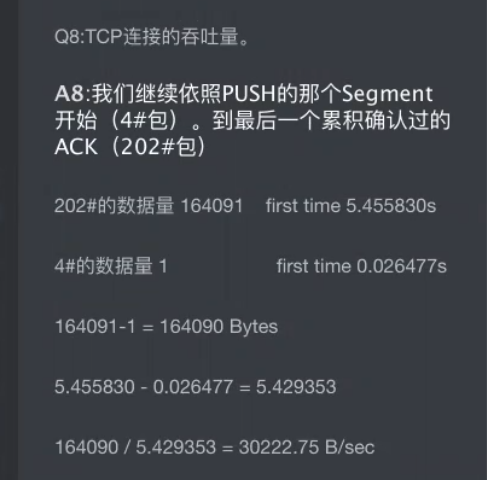 Q8:TCP连接的吞吐量。
A8:我们继续依照PUSH的那个Segment
开始（4#包）。到最后一个累积确认过的
ACK（202#包）
202#的数据量 164091 first time 5.455830s
4#的数据量 1 first time 0.026477s
164091-1 = 164090 Bytes
5.455830 - 0.026477 = 5.429353
164090 / 5.429353 = 30222.75 B/sec